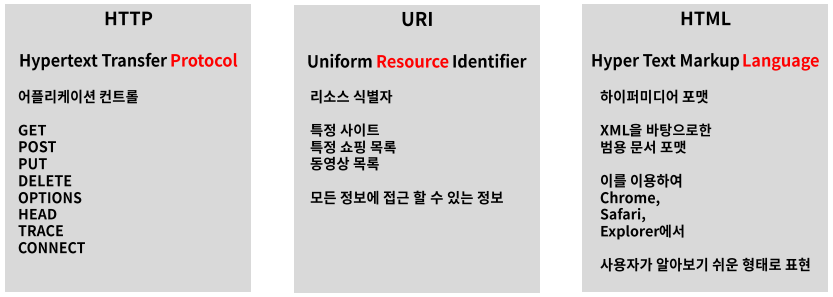 HTTP
Hypertext Transfer Protocol
어플리케이션 컨트롤
GET
POST
PUT
DELETE
OPTIONS
HEAD
TRACE
CONNECT
URI
Uniform Resource Identifier
리소스 식별자
특정 사이트
특정 쇼핑 목록
동영상 목록
모든 정보에 접근 할 수 있는 정보
HTML
Hyper Text Markup Language
하이퍼미디어 포맷
XML을 바탕으로한
범용 문서 포맷
이를 이용하여
Chrome,
Safari,
Explorer에서
사용자가 알아보기 쉬운 형태로 표현